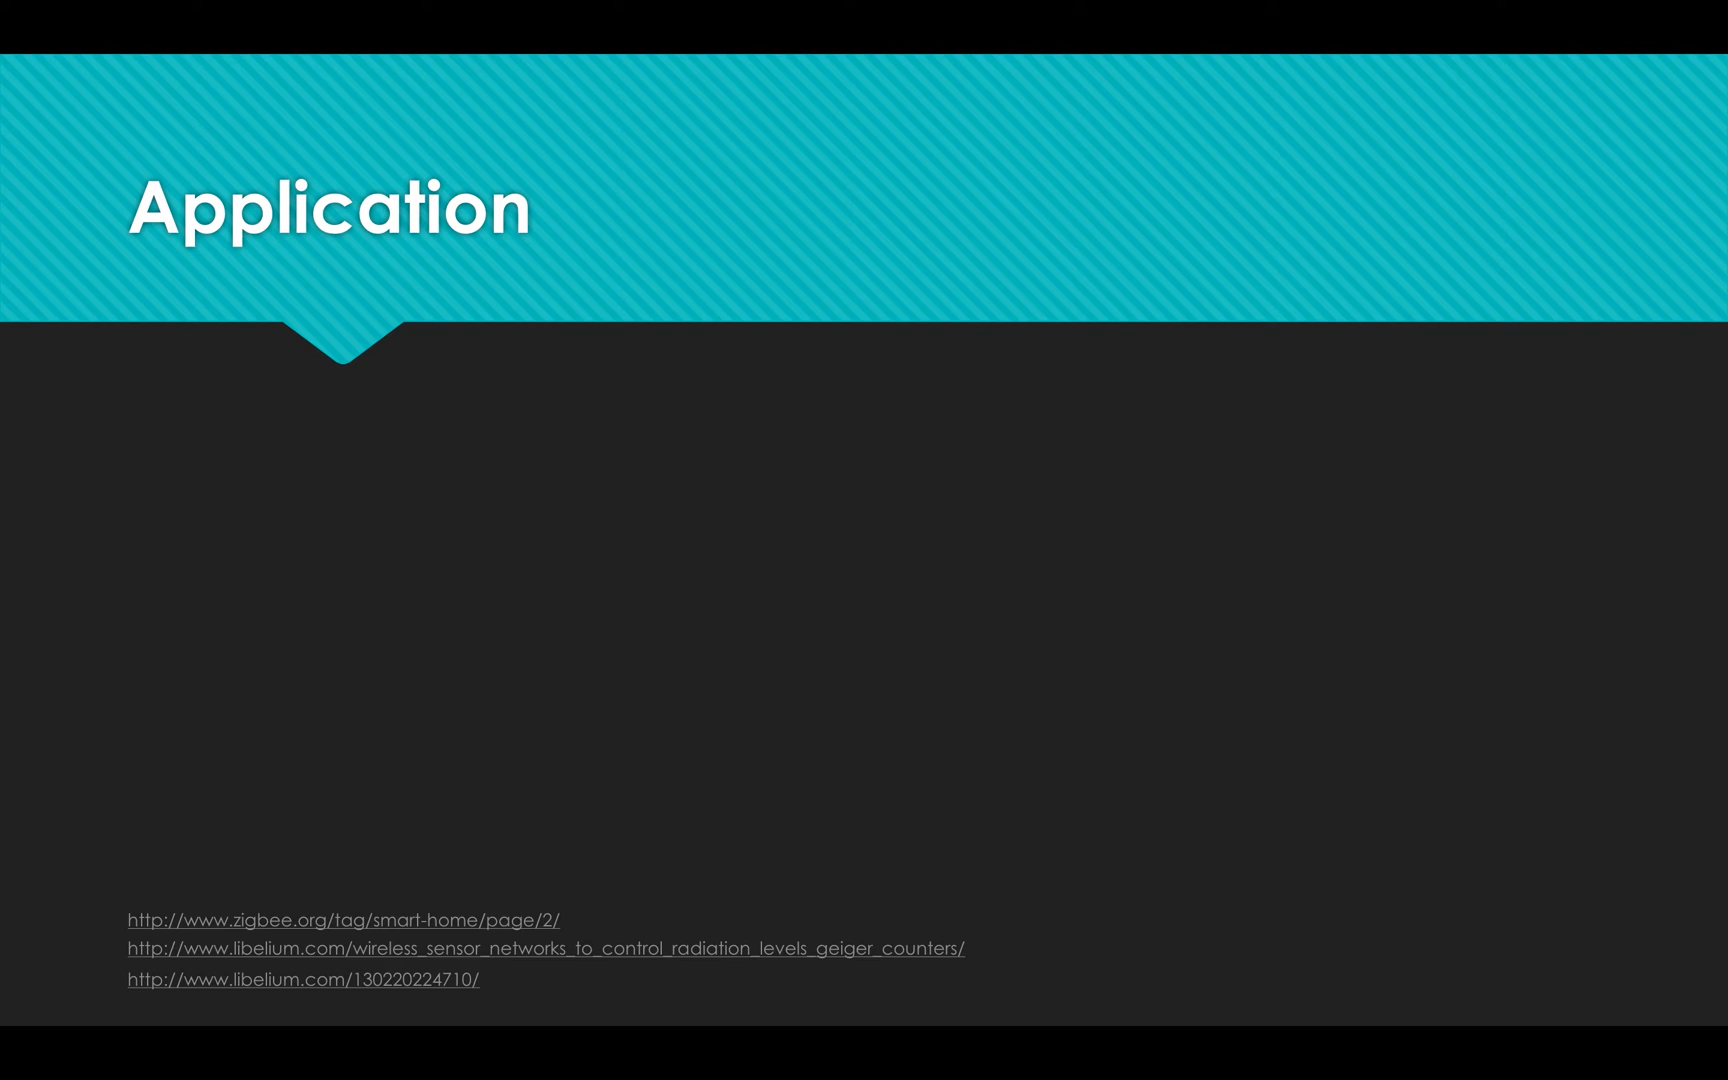 Application
http://www.zigbee.org/tag/smart-home/page/2/
http://www.libelium.com/wireless_sensor_networks_to_control_radiation_levels_geiger_counters/
http://www.libelium.com/130220224710/